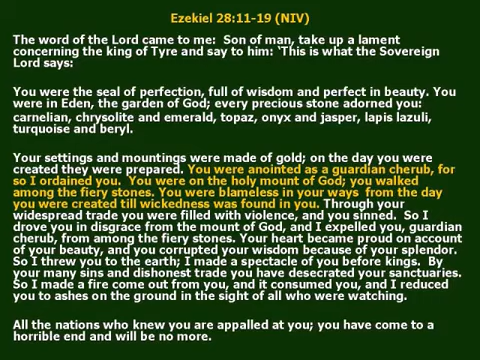 Ezekiel 28:11-19 (NIV)
The word of the Lord came to me:  Son of man, take up a lament
concerning the king of Tyre and say to him: ‘This is what the Sovereign
Lord says:
You were the seal of perfection, full of wisdom and perfect in beauty. You
were in Eden, the garden of God; every precious stone adorned you:
carnelian, chrysolite and emerald, topaz, onyx and jasper, lapis lazuli,
turquoise and beryl.
Your settings and mountings were made of gold; on the day you were
created they were prepared. You were anointed as a guardian cherub, for
so I ordained you.  You were on the holy mount of God; you walked
among the fiery stones. You were blameless in your ways  from the day
you were created till wickedness was found in you. Through your
widespread trade you were filled with violence, and you sinned.  So I
drove you in disgrace from the mount of God, and I expelled you, guardian
cherub, from among the fiery stones. Your heart became proud on account
of your beauty, and you corrupted your wisdom because of your splendor.
So I threw you to the earth; I made a spectacle of you before kings.  By
your many sins and dishonest trade you have desecrated your sanctuaries.
So I made a fire come out from you, and it consumed you, and I reduced
you to ashes on the ground in the sight of all who were watching.
All the nations who knew you are appalled at you; you have come to a
horrible end and will be no more.